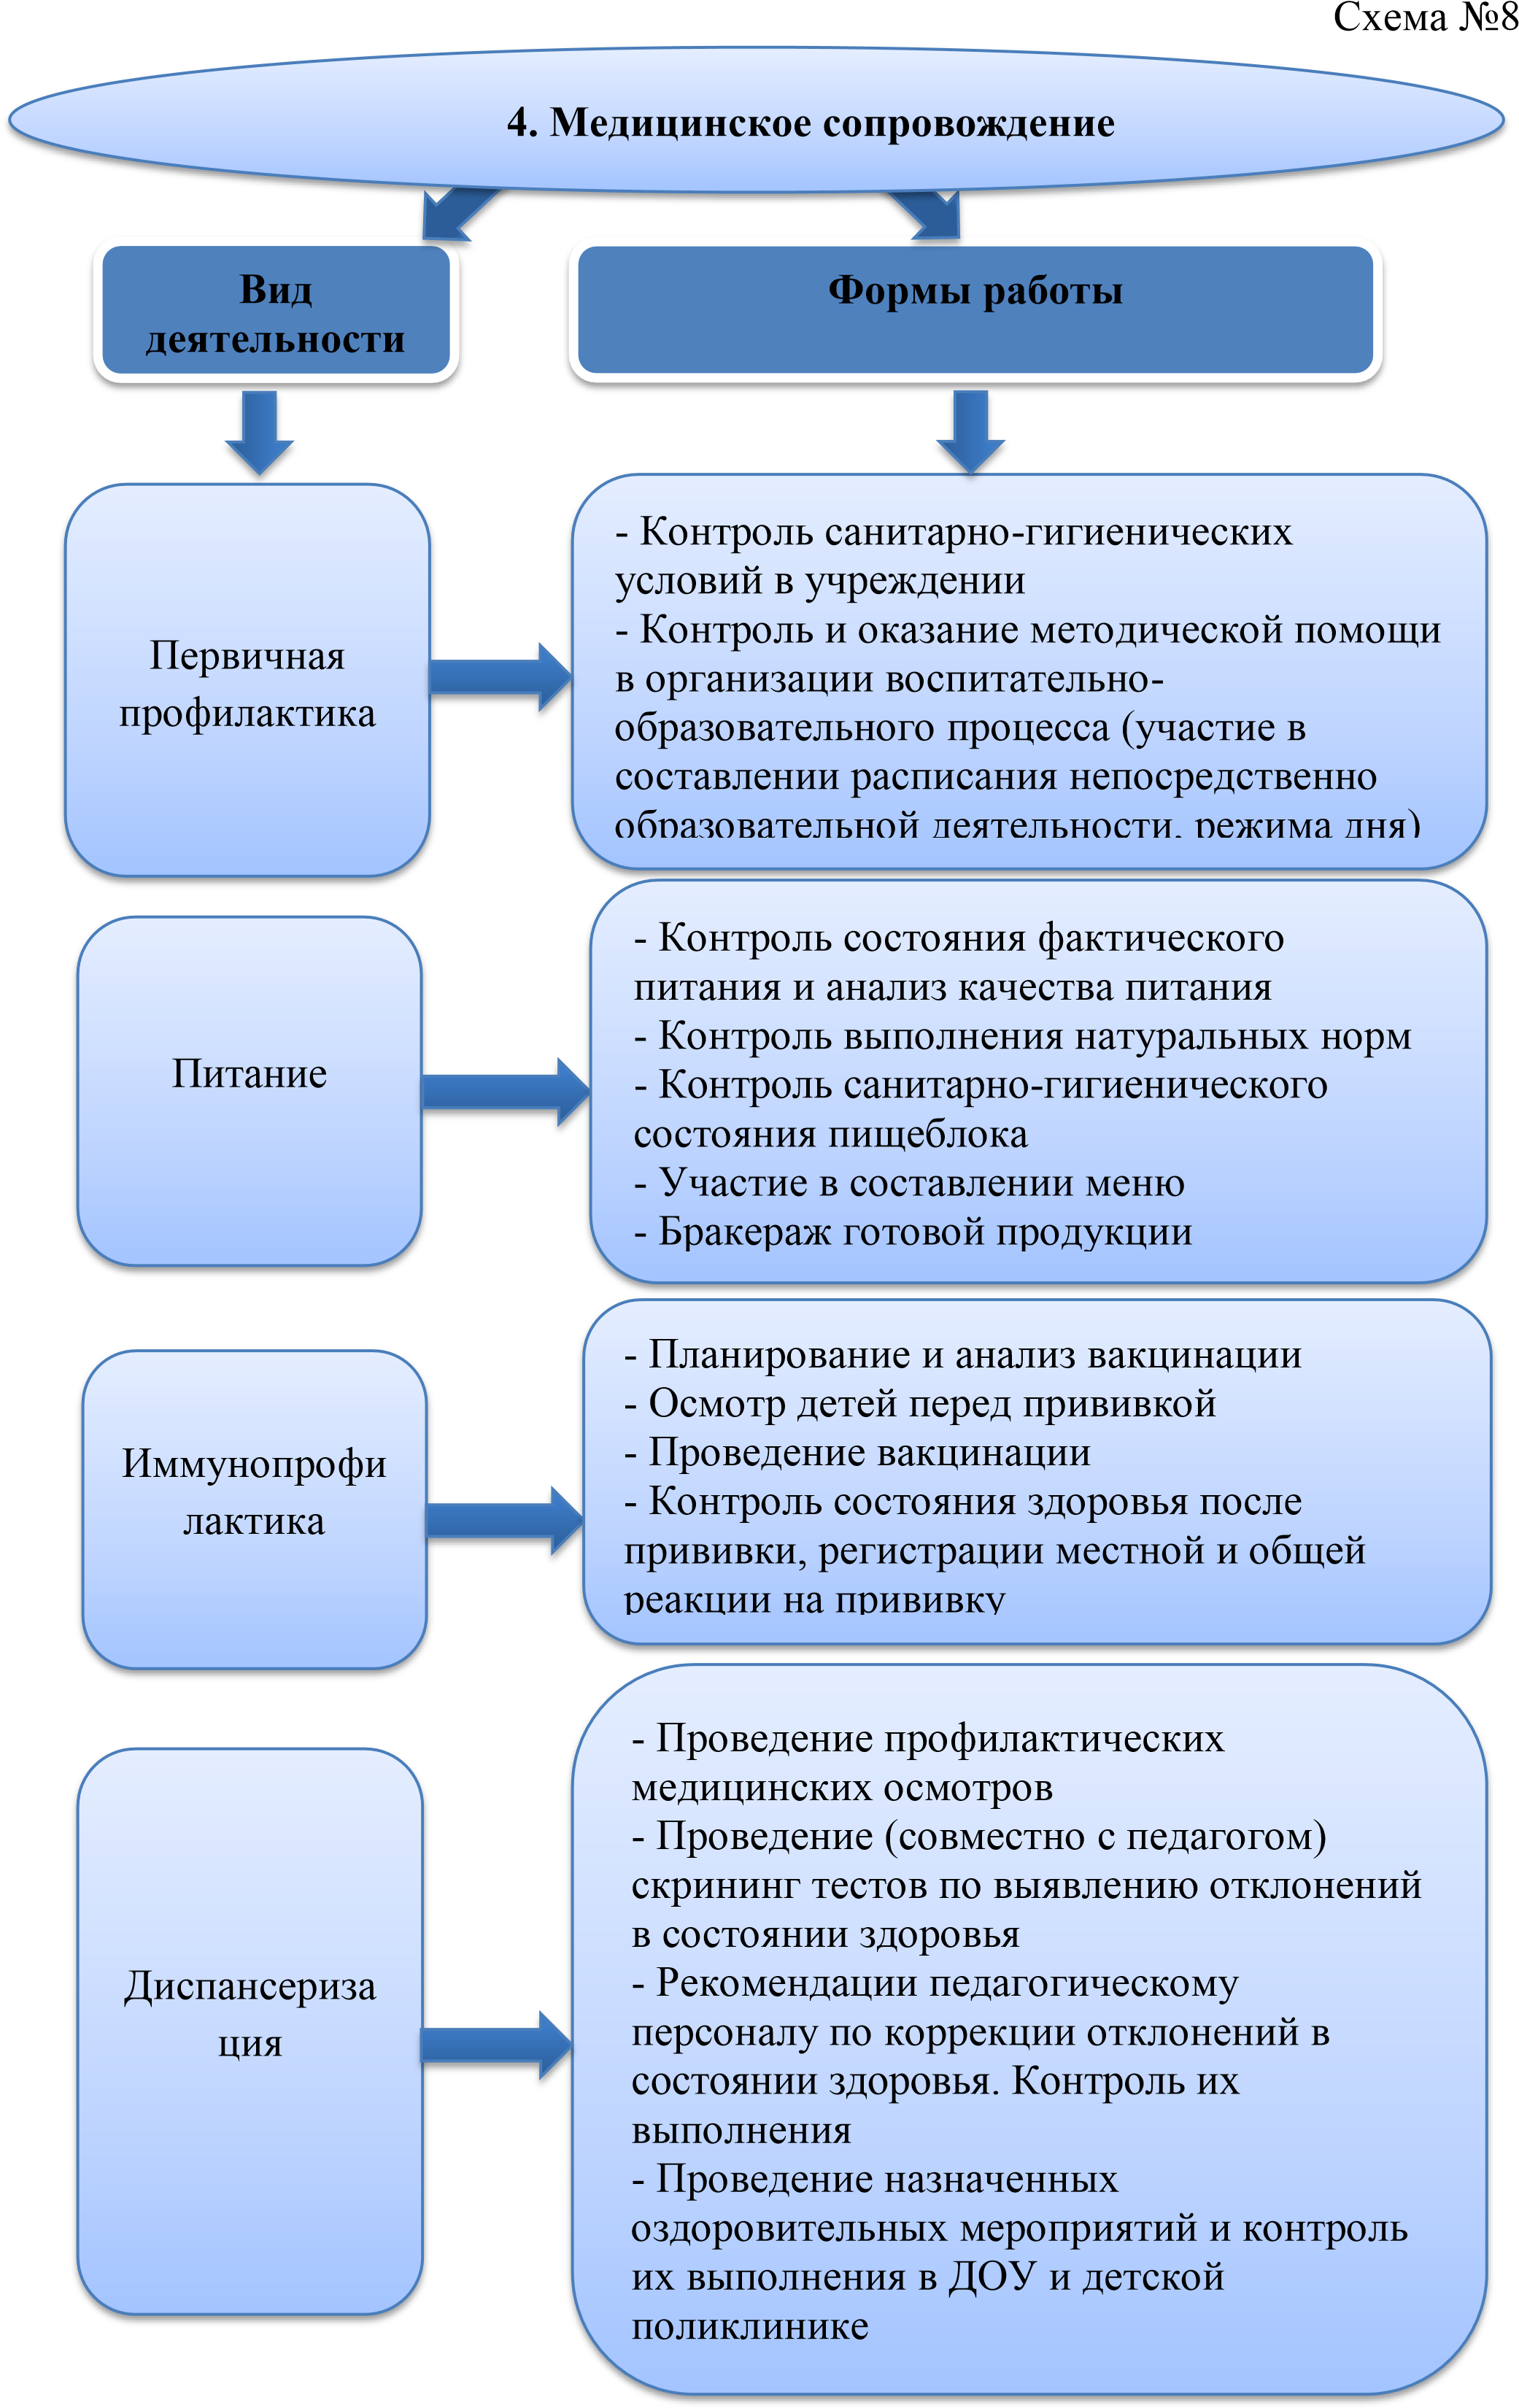 Схема №8
4. Медицинское сопровождение
Вид
деятельности
Формы работы
Первичная
профилактика
- Контроль санитарно-гигиенических
условий в учреждении
- Контроль и оказание методической помощи
в организации воспитательно-
образовательного процесса (участие в
составлении расписания непосредственно
образовательной деятельности, режима дня)
Питание
- Контроль состояния фактического
питания и анализ качества питания
- Контроль выполнения натуральных норм
- Контроль санитарно-гигиенического
состояния пищеблока
- Участие в составлении меню
- Бракераж готовой продукции
Иммунопрофи
лактика
- Планирование и анализ вакцинации
- Осмотр детей перед прививкой
- Проведение вакцинации
- Контроль состояния здоровья после
прививки, регистрации местной и общей
реакции на прививку
Диспансериза
ция
- Проведение профилактических
медицинских осмотров
- Проведение (совместно с педагогом)
скрининг тестов по выявлению отклонений
в состоянии здоровья
- Рекомендации педагогическому
персоналу по коррекции отклонений в
состоянии здоровья. Контроль их
выполнения
- Проведение назначенных
оздоровительных мероприятий и контроль
их выполнения в ДОУ и детской
поликлинике